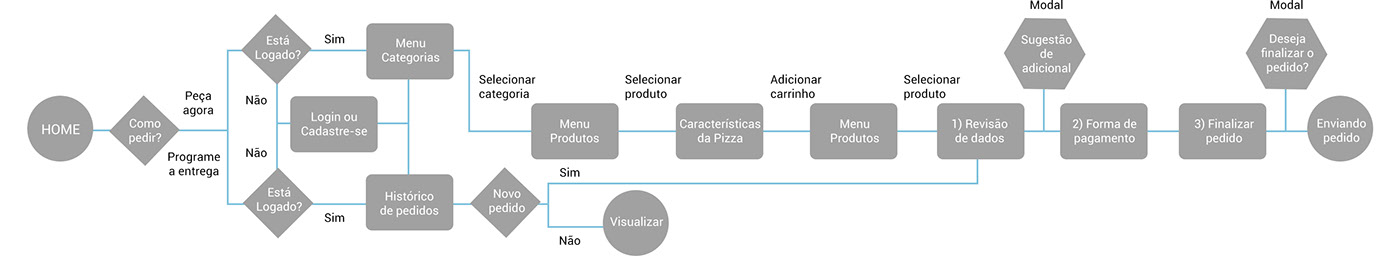 HOME
Como
pedir?
Peça
agora
Programe
a entrega
Está
Logado?
Sim
Não
Login ou
Cadastre-se
Não
Está
Logado?
Sim
Menu
Categorias
Histórico
de pedidos
Novo
pedido
Sim
Não
Visualizar
Selecionar
categoria
Menu
Produtos
Selecionar
produto
Características
da Pizza
Adicionar
carrinho
Menu
Produtos
Selecionar
produto
1) Revisão
de dados
Modal
Sugestão
de
adicional
2) Forma de
pagamento
3) Finalizar
pedido
Modal
Deseja
finalizar o
pedido?
Enviando
pedido